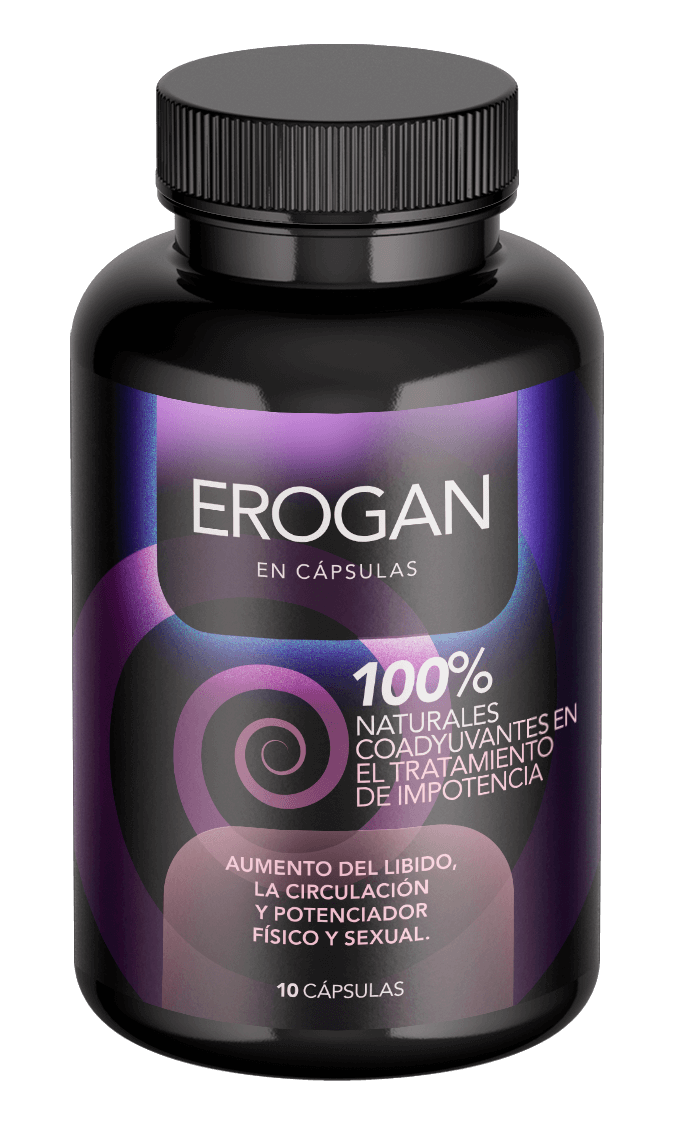 EROGAN
EN CÁPSULAS
100%
NATURALES
COADYUVANTES EN
EL TRATAMIENTO
DE IMPOTENCIA
AUMENTO DEL LIBIDO,
LA CIRCULACIÓN
Y POTENCIADOR
FÍSICO Y SEXUAL.
10 CÁPSULAS